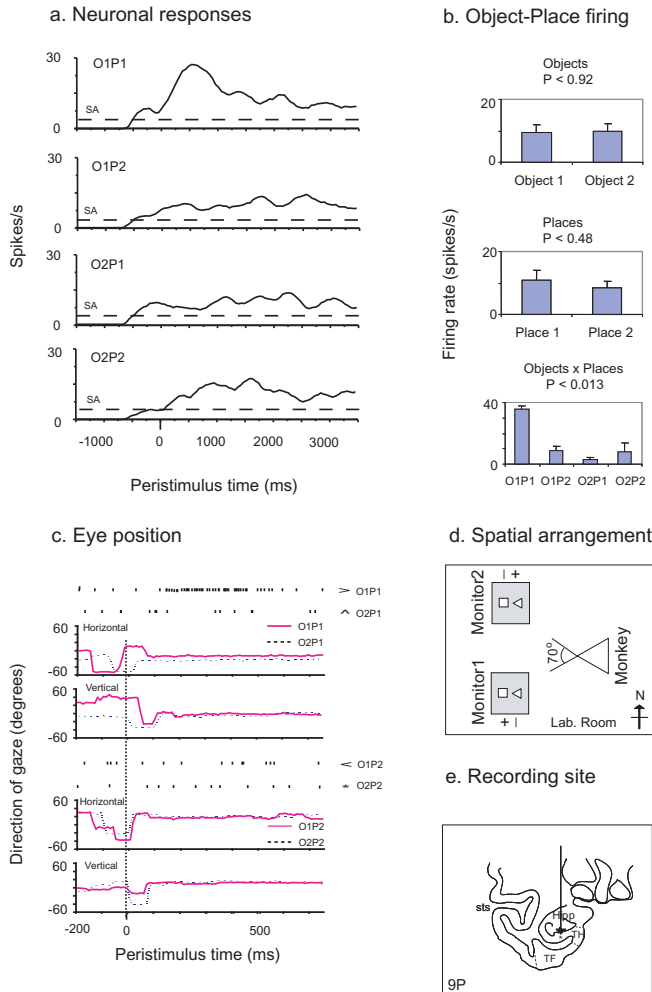 a. Neuronal responses
30
O1P1
SA
0
30
O1P2
SA
0
30
O2P1
SA
0
30
O2P2
SA
0
-1000
0
1000
2000
3000
Spikes/s
Peristimulus time (ms)
b. Object-Place firing
Objects
P < 0.92
20
0
Object 1
Object 2
Places
P < 0.48
20
0
Place 1
Place 2
Objects x Places
P < 0.013
40
0
O1P1
O1P2
O2P1
O2P2
Firing rate (spikes/s)
c. Eye position
> O1P1
^ O2P1
60
Horizontal
O1P1
O2P1
-60
Vertical
60
-60
< O1P2
* O2P2
60
Horizontal
O1P2
O2P2
-60
60
Vertical
-60
-200
0
500
Direction of gaze (degrees)
Peristimulus time (ms)
d. Spatial arrangement
Monitor2
− +
Monitor1
+ −
70°
Monkey
N
Lab. Room
e. Recording site
sts
Hipp
*
TH
TF
9P